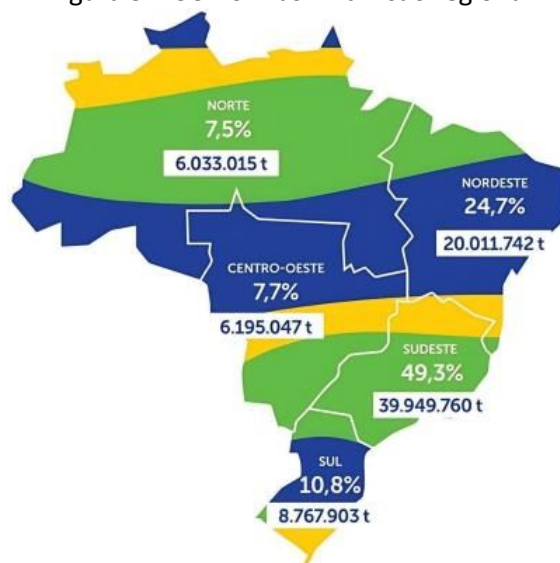 NORTE
7,5%
6.033.015 t
NORDESTE
24,7%
20.011.742 t
CENTRO-OESTE
7,7%
6.195.047 t
SUDESTE
49,3%
39.949.760 t
SUL
10,8%
8.767.903 t